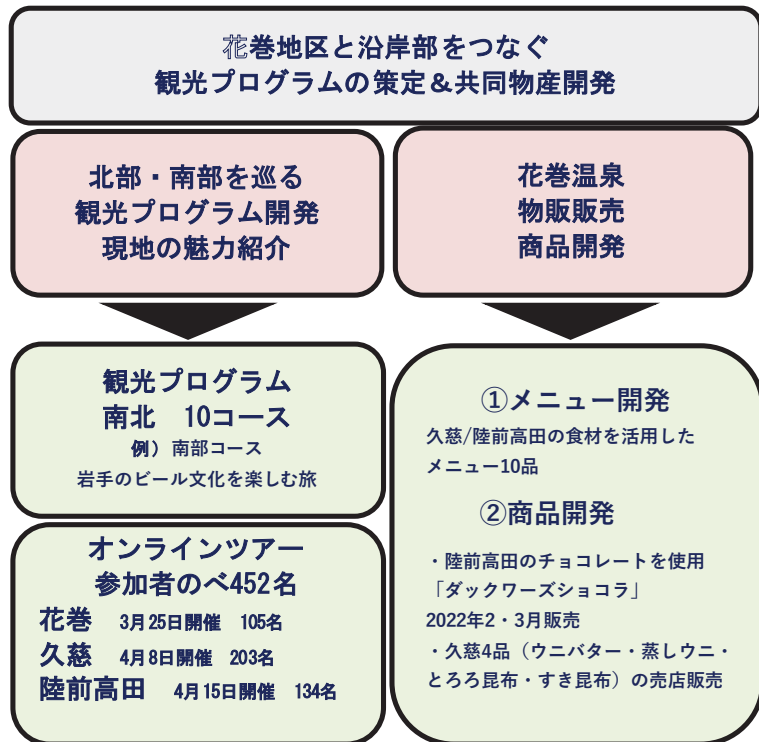 花巻地区と沿岸部をつなぐ
観光プログラムの策定＆共同物産開発
北部・南部を巡る
観光プログラム開発
現地の魅力紹介
花巻温泉
物販販売
商品開発
観光プログラム
南北　10コース
例）南部コース
岩手のビール文化を楽しむ旅
オンラインツアー
参加者のべ452名
花巻　3月25日開催　105名
久慈　4月8日開催　203名
陸前高田　4月15日開催　134名
①メニュー開発
久慈/陸前高田の食材を活用した
メニュー10品
②商品開発
・陸前高田のチョコレートを使用
「ダックワーズショコラ」
2022年2・3月販売
・久慈4品（ウニバター・蒸しウニ・
とろろ昆布・すき昆布）の売店販売